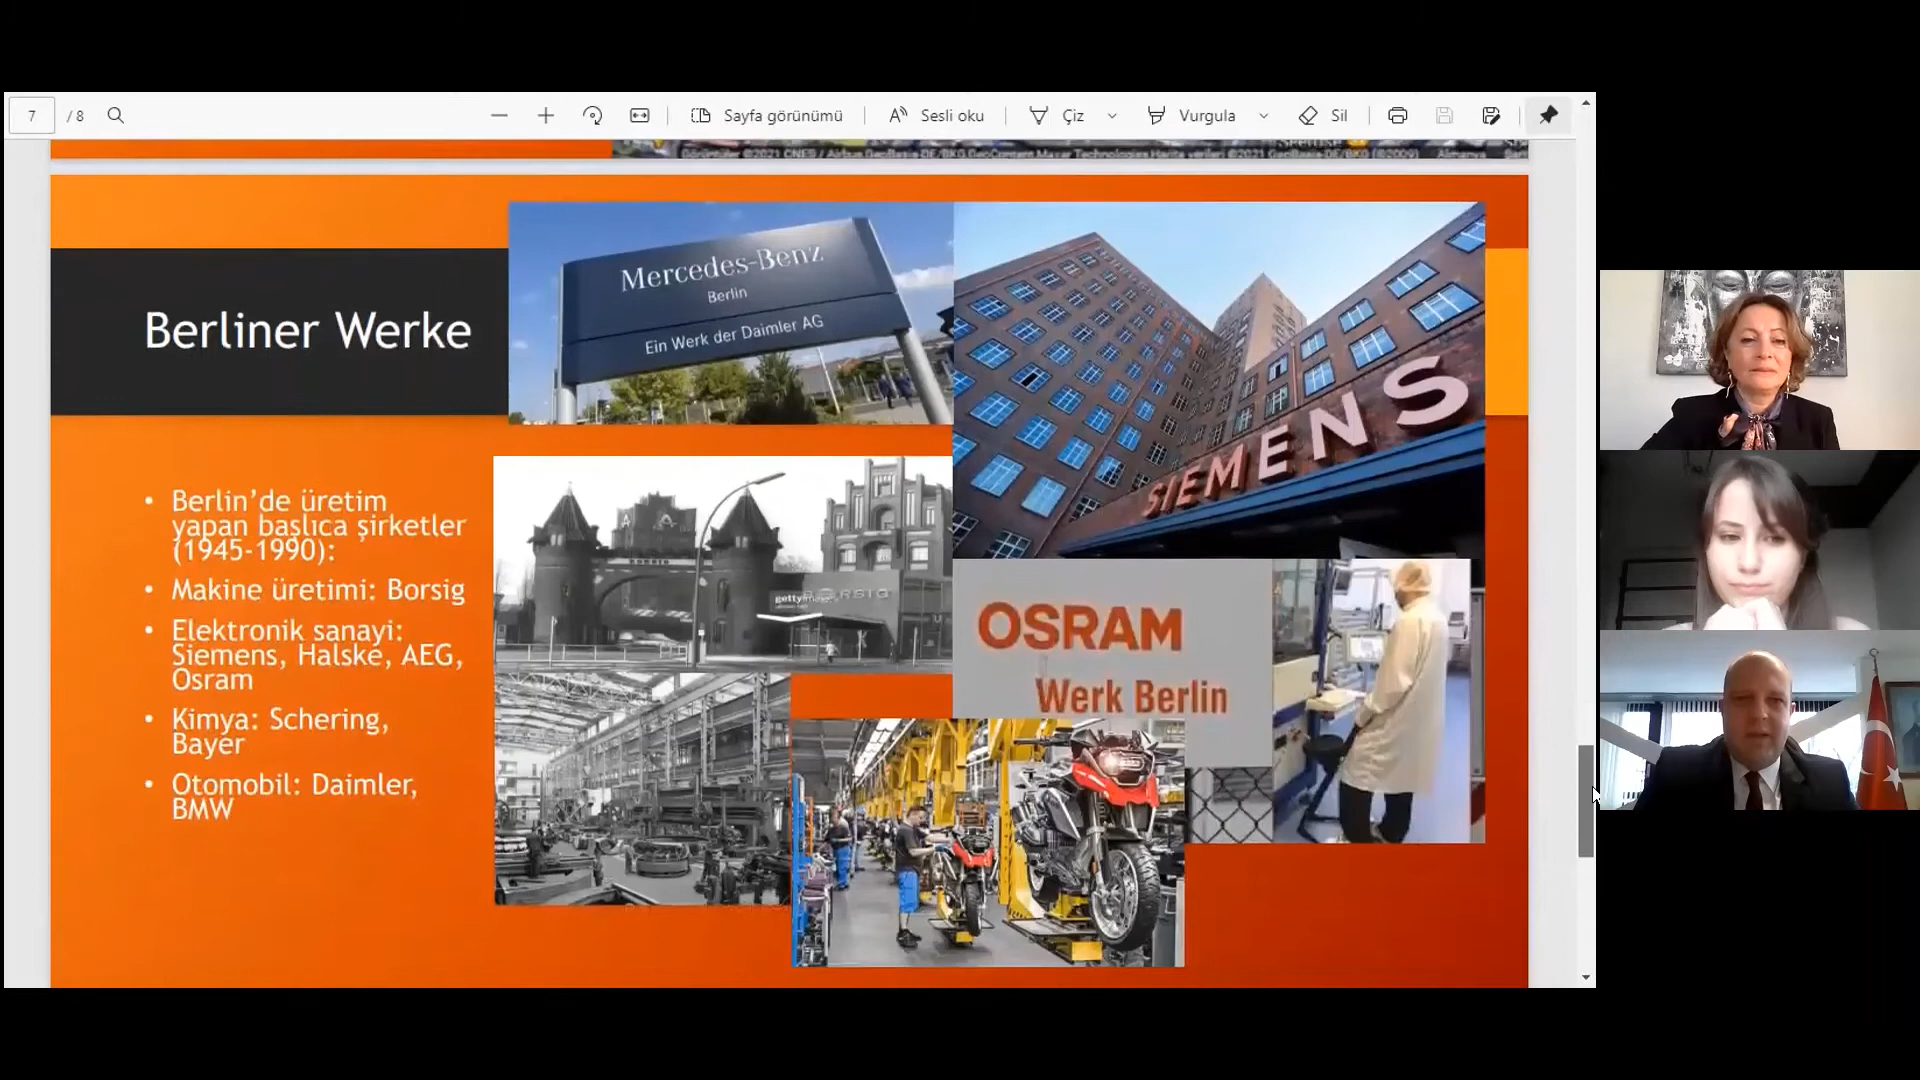 7 / 8 Sayfa görünümü Sesli oku Çiz Vurgula Sil
Berliner Werke
Mercedes-Benz
Berlin
Ein Werk der Daimler AG
SIEMENS
• Berlin’de üretim
yapan başlıca şirketler
(1945-1990):
• Makine üretimi: Borsig
• Elektronik sanayi:
Siemens, Halske, AEG,
Osram
• Kimya: Schering,
Bayer
• Otomobil: Daimler,
BMW
BORSIG
OSRAM
Werk Berlin